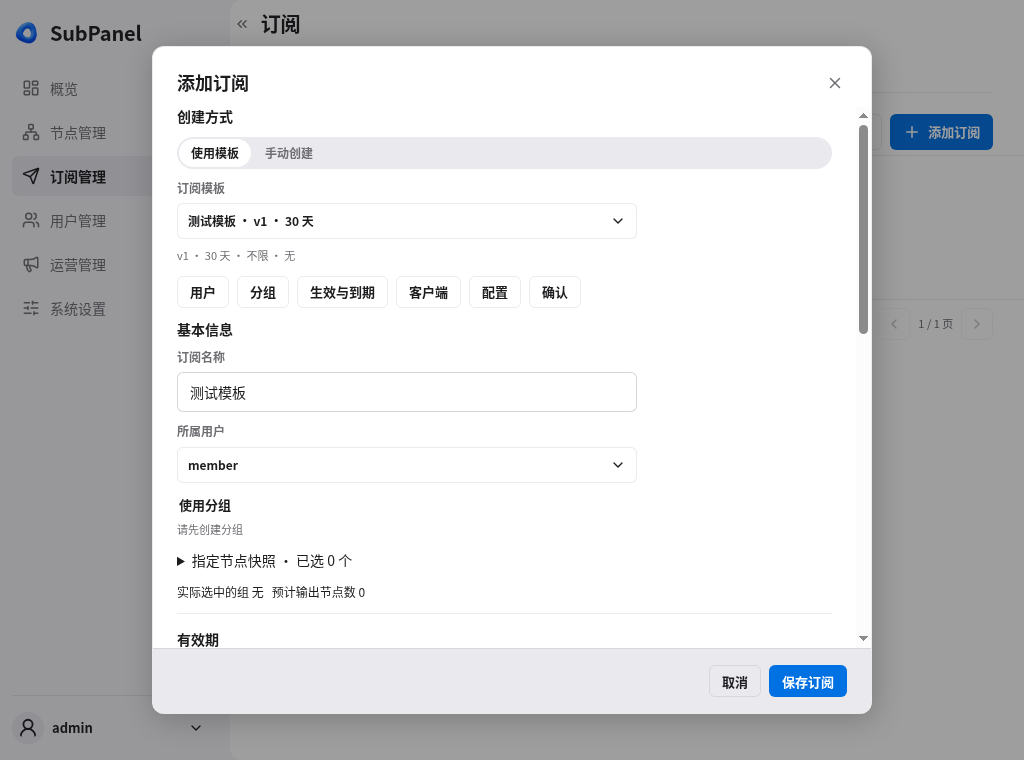 SubPanel
概览
节点管理
订阅管理
用户管理
运营管理
系统设置
admin
订阅
添加订阅
1 / 1 页
添加订阅
创建方式
使用模板 手动创建
订阅模板
测试模板 · v1 · 30 天
v1 · 30 天 · 不限 · 无
用户 分组 生效与到期 客户端 配置 确认
基本信息
订阅名称
测试模板
所属用户
member
使用分组
请先创建分组
指定节点快照 · 已选 0 个
实际选中的组 无 预计输出节点数 0
有效期
取消 保存订阅